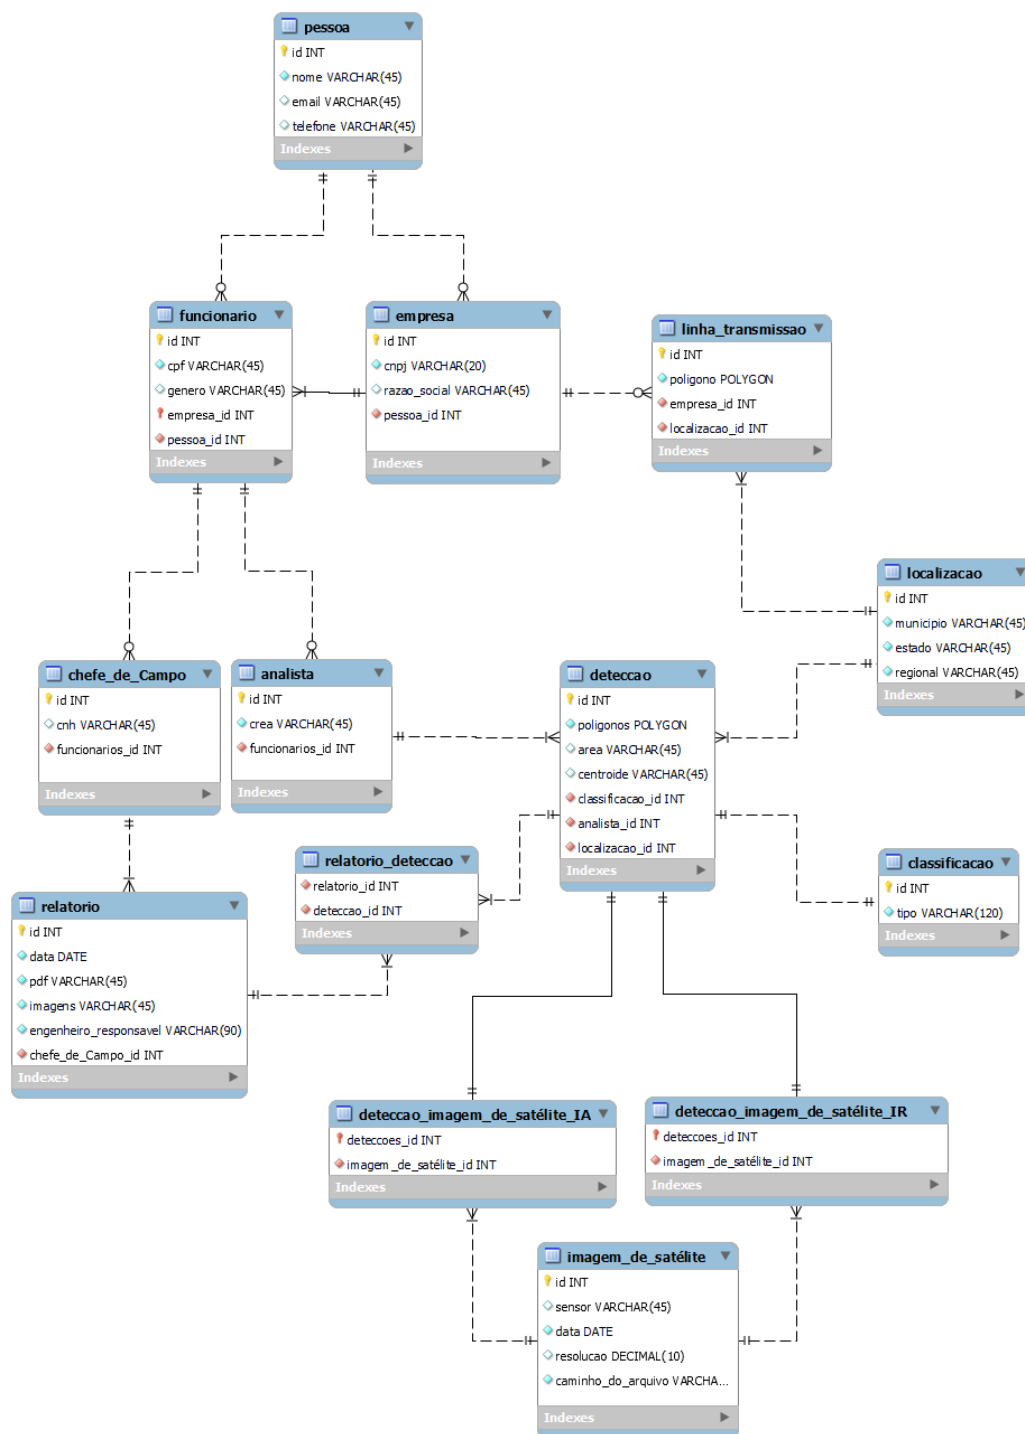 pessoa
id INT
nome VARCHAR(45)
email VARCHAR(45)
telefone VARCHAR(45)
Indexes
funcionario
id INT
cpf VARCHAR(45)
genero VARCHAR(45)
empresa_id INT
pessoa_id INT
Indexes
empresa
id INT
cnpj VARCHAR(20)
razao_social VARCHAR(45)
pessoa_id INT
Indexes
linha_transmissao
id INT
poligono POLYGON
empresa_id INT
localizacao_id INT
Indexes
localizacao
id INT
municipio VARCHAR(45)
estado VARCHAR(45)
regional VARCHAR(45)
Indexes
chefe_de_Campo
id INT
cnh VARCHAR(45)
funcionarios_id INT
Indexes
analista
id INT
crea VARCHAR(45)
funcionarios_id INT
Indexes
deteccao
id INT
poligonos POLYGON
área VARCHAR(45)
centroide VARCHAR(45)
classificacao_id INT
analista_id INT
localizacao_id INT
Indexes
relatorio_deteccao
relatorio_id INT
deteccao_id INT
Indexes
classificacao
id INT
tipo VARCHAR(120)
Indexes
relatorio
id INT
data DATE
pdf VARCHAR(45)
imagens VARCHAR(45)
engenheiro_responsavel VARCHAR(90)
chefe_de_Campo_id INT
Indexes
deteccao_imagem_de_satélite_IA
deteccoes_id INT
imagem_de_satélite_id INT
Indexes
deteccao_imagem_de_satélite_IR
deteccoes_id INT
imagem_de_satélite_id INT
Indexes
imagem_de_satélite
id INT
sensor VARCHAR(45)
data DATE
resolucao DECIMAL(10)
caminho_do_arquivo VARCHA...
Indexes